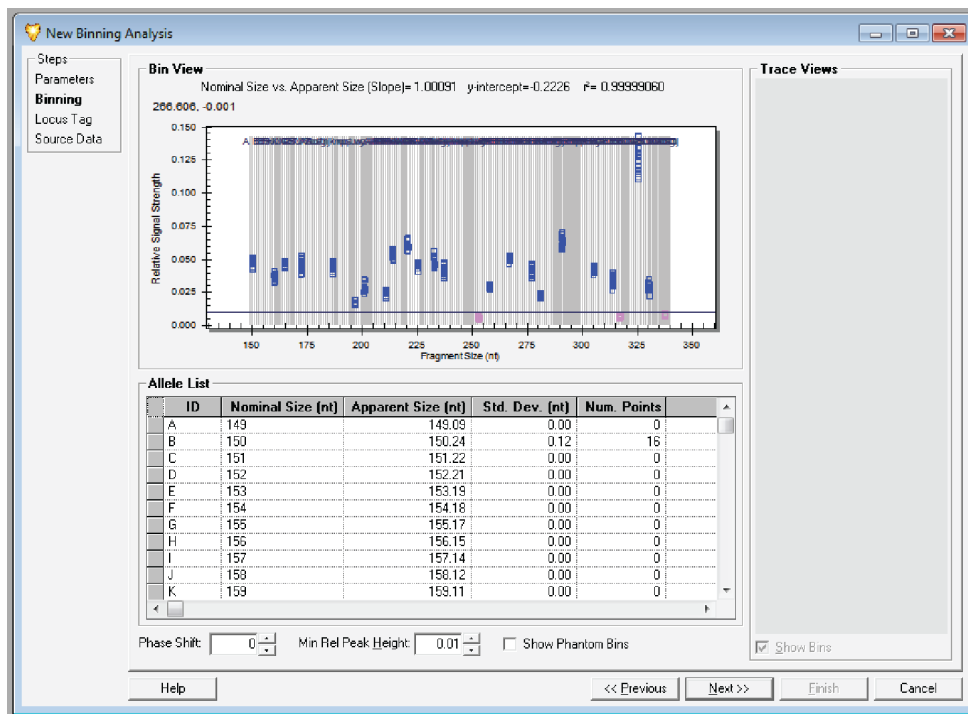 New Binning Analysis
Steps
Parameters
Binning
Locus Tag
Source Data
Bin View
Nominal Size vs. Apparent Size (Slope)= 1.00091 y-intercept=-0.2226 r²= 0.99999060
266.606, -0.001
0.150
0.125
0.100
0.075
0.050
0.025
0.000
Relative Signal Strength
A
150 175 200 225 250 275 300 325 350
Fragment Size (nt)
Allele List
ID Nominal Size (nt) Apparent Size (nt) Std. Dev. (nt) Num. Points
A 149 149.09 0.00 0
B 150 150.24 0.12 16
C 151 151.22 0.00 0
D 152 152.21 0.00 0
E 153 153.19 0.00 0
F 154 154.18 0.00 0
G 155 155.17 0.00 0
H 156 156.15 0.00 0
I 157 157.14 0.00 0
J 158 158.12 0.00 0
K 159 159.11 0.00 0
Phase Shift: 0 Min Rel Peak Height: 0.01 Show Phantom Bins
Trace Views
Show Bins
Help << Previous Next >> Finish Cancel